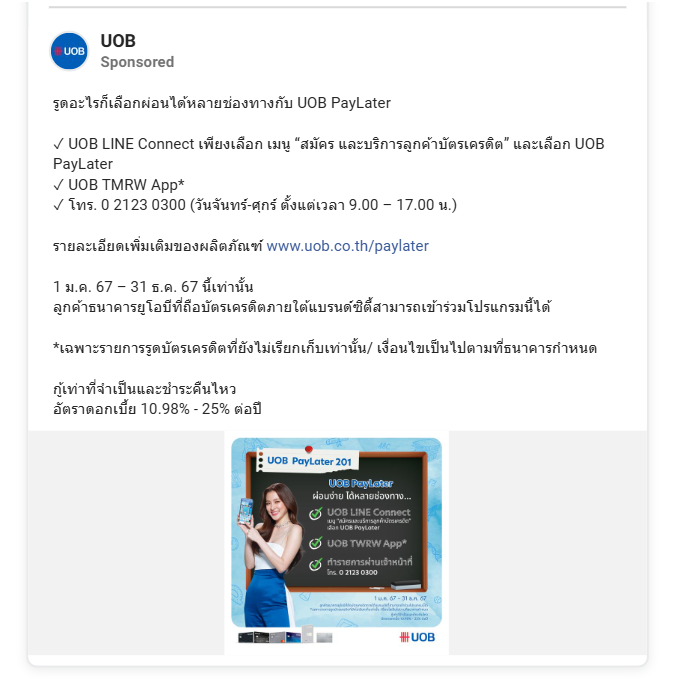 UOB
UOB
Sponsored
รูดอะไรก็เลือกผ่อนได้หลายช่องทางกับ UOB PayLater
✓ UOB LINE Connect เพียงเลือก เมนู “สมัคร และบริการลูกค้าบัตรเครดิต” และเลือก UOB
PayLater
✓ UOB TMRW App*
✓ โทร. 0 2123 0300 (วันจันทร์-ศุกร์ ตั้งแต่เวลา 9.00 – 17.00 น.)
รายละเอียดเพิ่มเติมของผลิตภัณฑ์ www.uob.co.th/paylater
1 ม.ค. 67 – 31 ธ.ค. 67 นี้เท่านั้น
ลูกค้าธนาคารยูโอบีที่ถือบัตรเครดิตภายใต้แบรนด์ซิตี้สามารถเข้าร่วมโปรแกรมนี้ได้
*เฉพาะรายการรูดบัตรเครดิตที่ยังไม่เรียกเก็บเท่านั้น/ เงื่อนไขเป็นไปตามที่ธนาคารกำหนด
กู้เท่าที่จำเป็นและชำระคืนไหว
อัตราดอกเบี้ย 10.98% - 25% ต่อปี
UOB PayLater 201
UOB PayLater
ผ่อนง่าย ได้หลายช่องทาง...
UOB LINE Connect
เมนู “สมัครและบริการลูกค้าบัตรเครดิต”
เลือก UOB PayLater
UOB TWRW App*
ทำรายการผ่านเจ้าหน้าที่
โทร. 0 2123 0300
1 ม.ค. 67 – 31 ธ.ค. 67
UOB